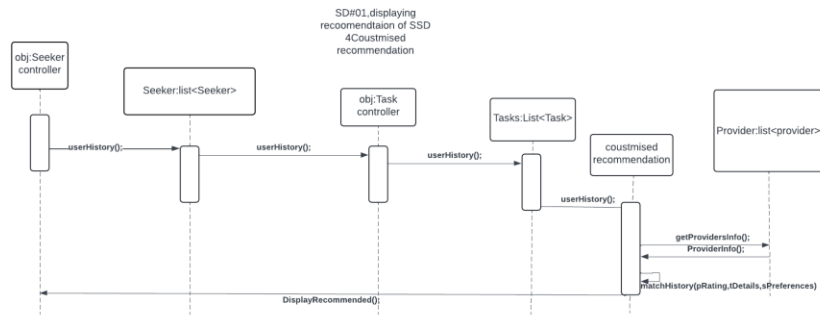 SD#01,displaying
recoomendtaion of SSD
4Coustmised
recommendation
obj:Seeker
controller
Seeker:list<Seeker>
obj:Task
controller
Tasks:List<Task>
coustmised
recommendation
Provider:list<provider>
userHistory();
userHistory();
userHistory();
userHistory();
getProvidersInfo();
ProviderInfo();
matchHistory(pRating,tDetails,sPreferences)
DisplayRecommended();